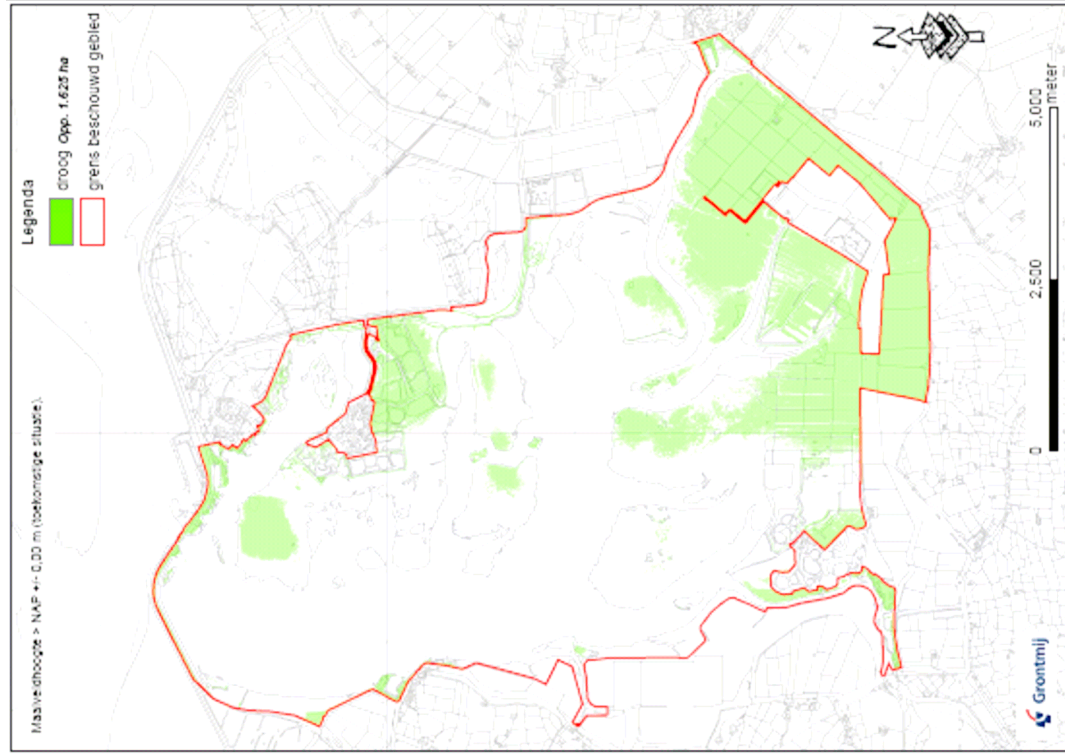 Maaiveldhoogte > NAP +/- 0,00 m (toekomstige situatie).
Legenda
droog Opp. 1.625 ha
grens beschouwd gebied
N
0 2,500 5,000
meter
Grontmij